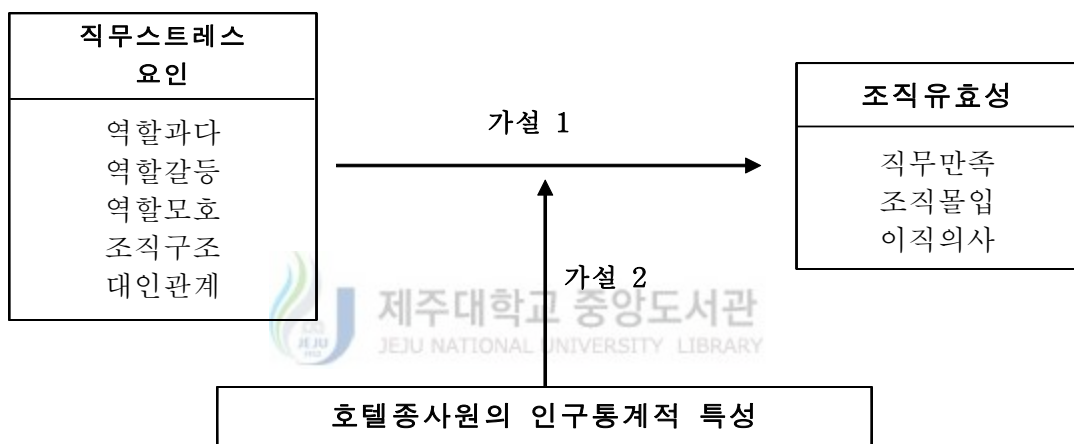 직무스트레스
요인
역할과다
역할갈등
역할모호
조직구조
대인관계
가설 1
조직유효성
직무만족
조직몰입
이직의사
가설 2
제주대학교 중앙도서관
JEJU NATIONAL UNIVERSITY LIBRARY
JEJU
1952
호텔종사원의 인구통계적 특성